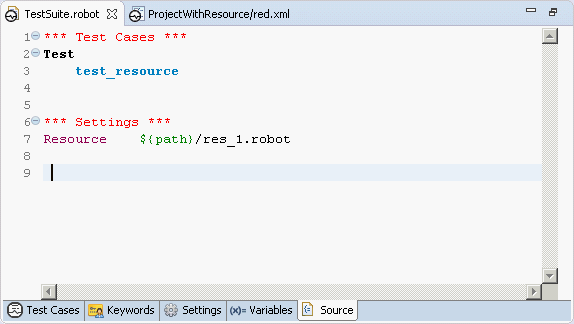 TestSuite.robot ProjectWithResource/red.xml
1 *** Test Cases ***
2 Test
3     test_resource
4
5
6 *** Settings ***
7 Resource    ${path}/res_1.robot
8
9
Test Cases Keywords Settings (x)= Variables Source